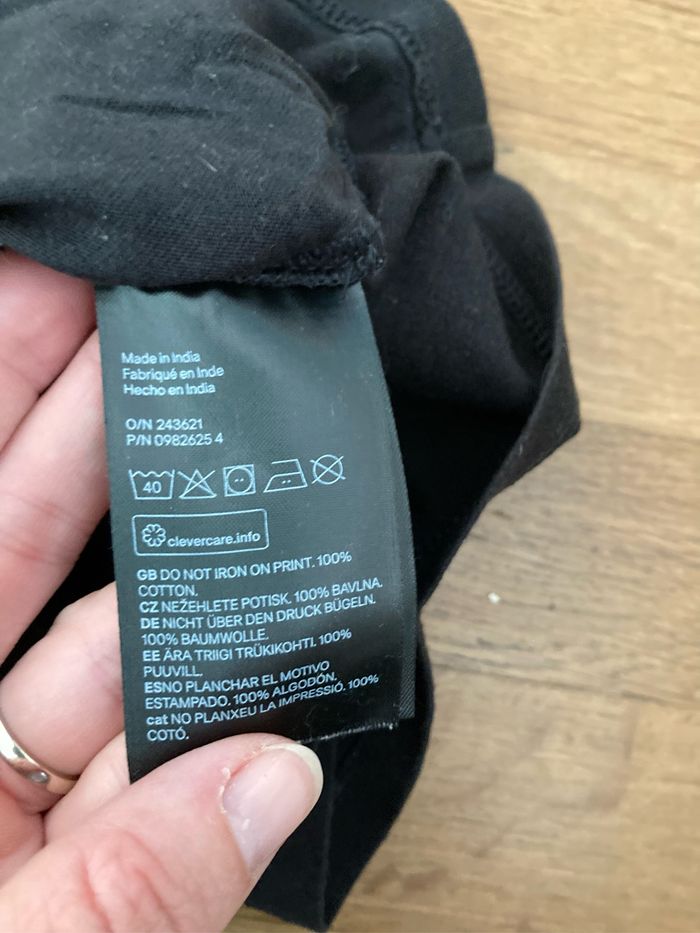 Made in India
Fabriqué en Inde
Hecho en India
O/N 243621
P/N 0982625 4
40
clevercare.info
GB DO NOT IRON ON PRINT. 100%
COTTON.
CZ NEŽEHLETE POTISK. 100% BAVLNA.
DE NICHT ÜBER DEN DRUCK BÜGELN.
100% BAUMWOLLE.
EE ÄRA TRIIGI TRÜKIKOHTI. 100%
PUUVILL.
ESNO PLANCHAR EL MOTIVO
ESTAMPADO. 100% ALGODÓN.
cat NO PLANXEU LA IMPRESSIÓ. 100%
COTÓ.